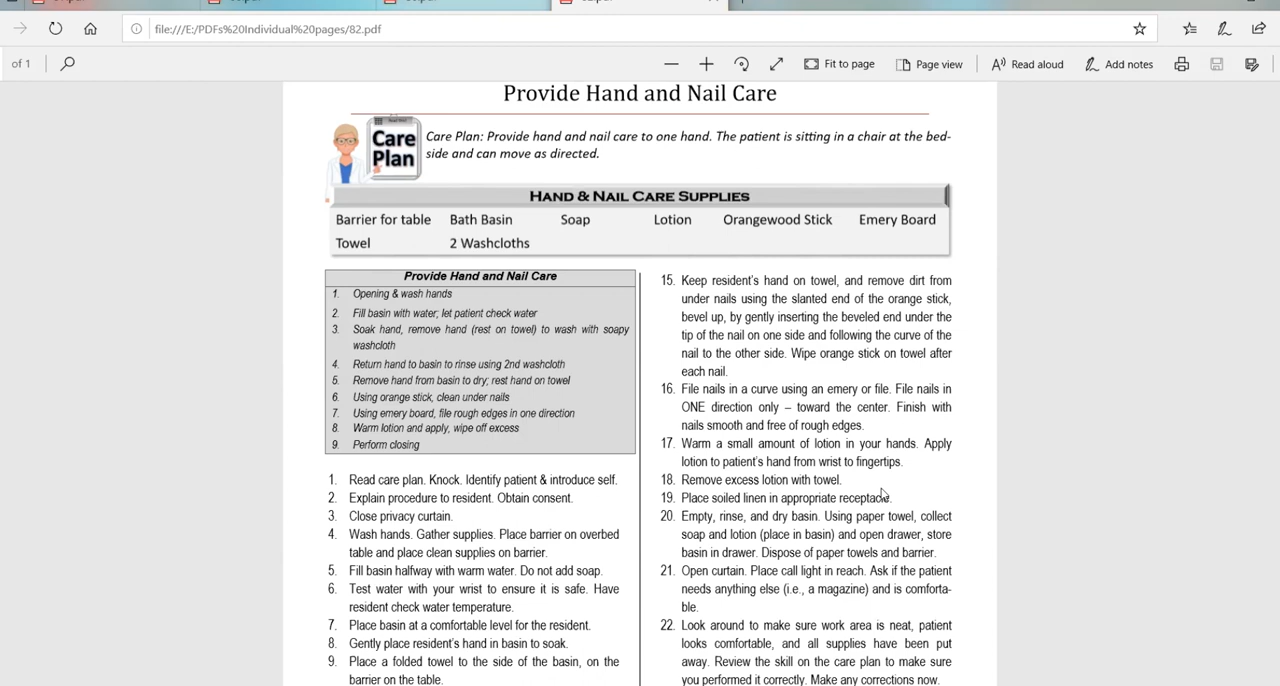 file:///E:/PDFs%20Individual%20pages/82.pdf
of 1
Fit to page
Page view
Read aloud
Add notes
Provide Hand and Nail Care
Care Plan
Care Plan: Provide hand and nail care to one hand. The patient is sitting in a chair at the bed-
side and can move as directed.
HAND & NAIL CARE SUPPLIES
Barrier for table Bath Basin Soap Lotion Orangewood Stick Emery Board
Towel 2 Washcloths
Provide Hand and Nail Care
1. Opening & wash hands
2. Fill basin with water; let patient check water
3. Soak hand, remove hand (rest on towel) to wash with soapy
washcloth
4. Return hand to basin to rinse using 2nd washcloth
5. Remove hand from basin to dry; rest hand on towel
6. Using orange stick, clean under nails
7. Using emery board, file rough edges in one direction
8. Warm lotion and apply, wipe off excess
9. Perform closing
1. Read care plan. Knock. Identify patient & introduce self.
2. Explain procedure to resident. Obtain consent.
3. Close privacy curtain.
4. Wash hands. Gather supplies. Place barrier on overbed
table and place clean supplies on barrier.
5. Fill basin halfway with warm water. Do not add soap.
6. Test water with your wrist to ensure it is safe. Have
resident check water temperature.
7. Place basin at a comfortable level for the resident.
8. Gently place resident's hand in basin to soak.
9. Place a folded towel to the side of the basin, on the
barrier on the table.
15. Keep resident's hand on towel, and remove dirt from
under nails using the slanted end of the orange stick,
bevel up, by gently inserting the beveled end under the
tip of the nail on one side and following the curve of the
nail to the other side. Wipe orange stick on towel after
each nail.
16. File nails in a curve using an emery or file. File nails in
ONE direction only – toward the center. Finish with
nails smooth and free of rough edges.
17. Warm a small amount of lotion in your hands. Apply
lotion to patient's hand from wrist to fingertips.
18. Remove excess lotion with towel.
19. Place soiled linen in appropriate receptacle.
20. Empty, rinse, and dry basin. Using paper towel, collect
soap and lotion (place in basin) and open drawer, store
basin in drawer. Dispose of paper towels and barrier.
21. Open curtain. Place call light in reach. Ask if the patient
needs anything else (i.e., a magazine) and is comforta-
ble.
22. Look around to make sure work area is neat, patient
looks comfortable, and all supplies have been put
away. Review the skill on the care plan to make sure
you performed it correctly. Make any corrections now.